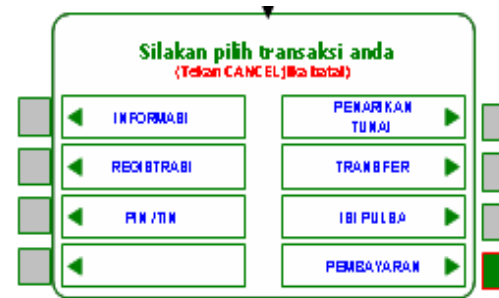 Silakan pilih transaksi anda
(Tekan CANCEL jika batal)
INFORMASI
PENARIKAN
TUNAI
REGISTRASI
TRANSFER
PIN / TIN
ISI PULSA
PEMBAYARAN